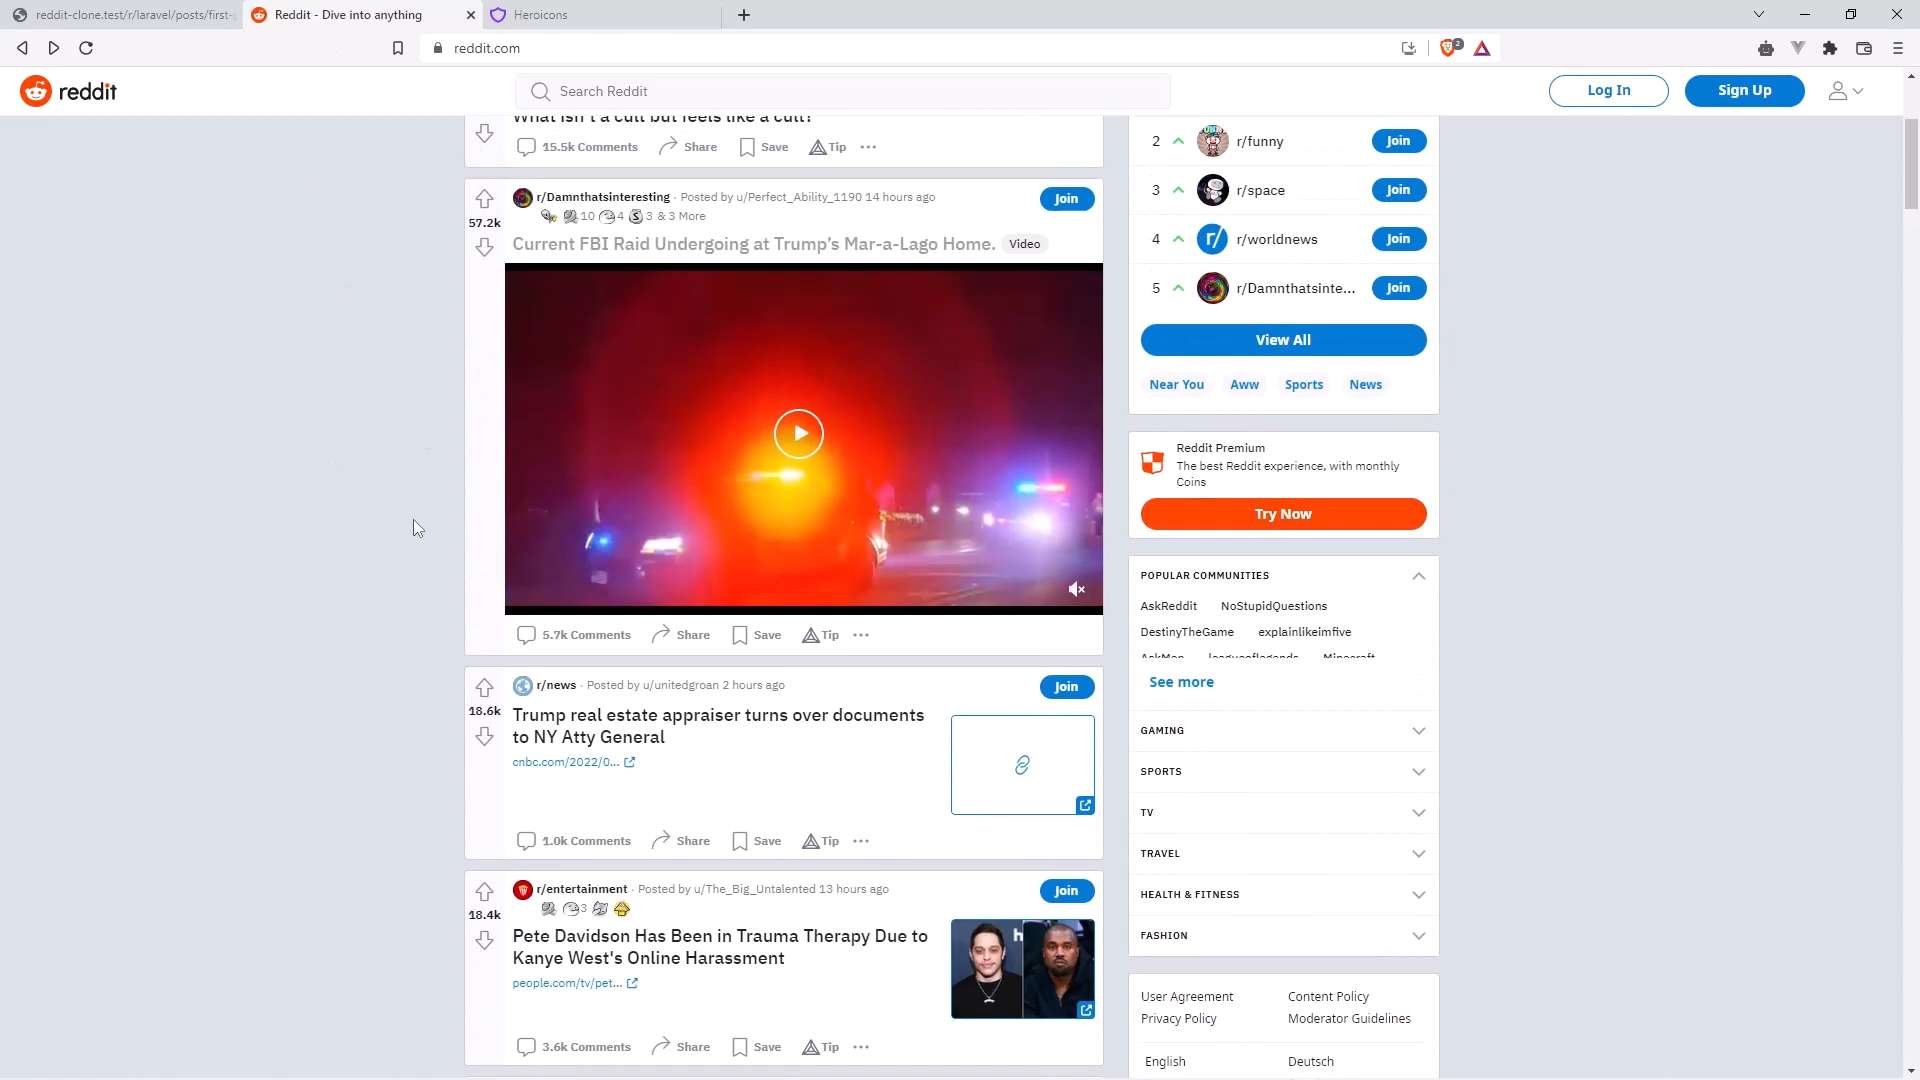 reddit-clone.test/r/laravel/posts/first-p
Reddit - Dive into anything
Heroicons
reddit.com
2
reddit
Search Reddit
Log In
Sign Up
What isn't a cult but feels like a cult?
15.5k Comments Share Save Tip
r/Damnthatsinteresting · Posted by u/Perfect_Ability_1190 14 hours ago
Join
10 4 S 3 & 3 More
57.2k
Current FBI Raid Undergoing at Trump’s Mar-a-Lago Home. Video
5.7k Comments Share Save Tip
r/news · Posted by u/unitedgroan 2 hours ago
Join
18.6k
Trump real estate appraiser turns over documents
to NY Atty General
cnbc.com/2022/0...
1.0k Comments Share Save Tip
r/entertainment · Posted by u/The_Big_Untalented 13 hours ago
Join
3
18.4k
Pete Davidson Has Been in Trauma Therapy Due to
Kanye West's Online Harassment
people.com/tv/pet...
3.6k Comments Share Save Tip
2 r/funny Join
3 r/space Join
4 r/ r/worldnews Join
5 r/Damnthatsinte... Join
View All
Near You Aww Sports News
Reddit Premium
The best Reddit experience, with monthly
Coins
Try Now
POPULAR COMMUNITIES
AskReddit NoStupidQuestions
DestinyTheGame explainlikeimfive
AskMen leagueoflegends Minecraft
See more
GAMING
SPORTS
TV
TRAVEL
HEALTH & FITNESS
FASHION
User Agreement Content Policy
Privacy Policy Moderator Guidelines
English Deutsch